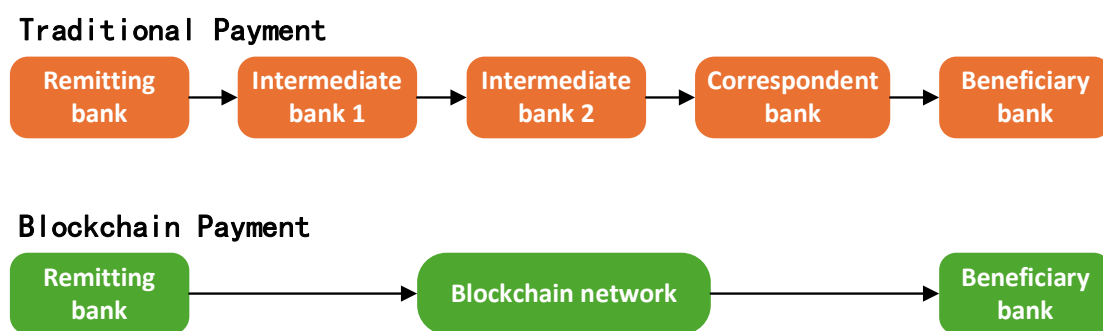 Traditional Payment
Remitting
bank
Intermediate
bank 1
Intermediate
bank 2
Correspondent
bank
Beneficiary
bank
Blockchain Payment
Remitting
bank
Blockchain network
Beneficiary
bank